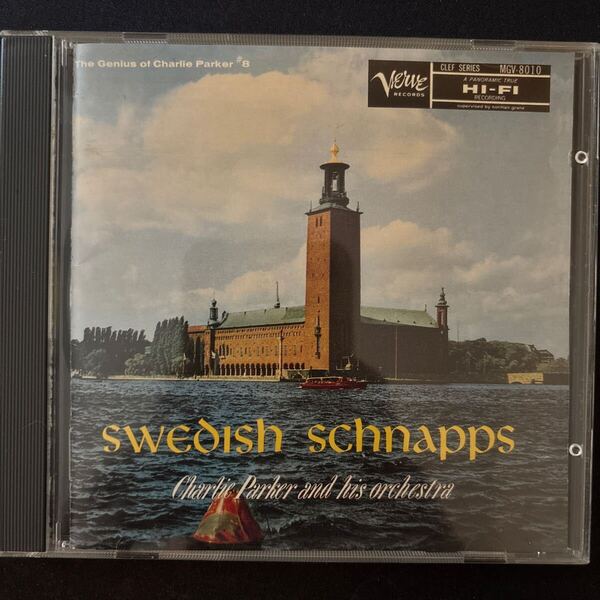 The Genius of Charlie Parker #8
Verve
RECORDS
CLEF SERIES MGV-8010
A PANORAMIC TRUE
HI-FI
RECORDING
supervised by norman granz
Swedish Schnapps
Charlie Parker and his orchestra